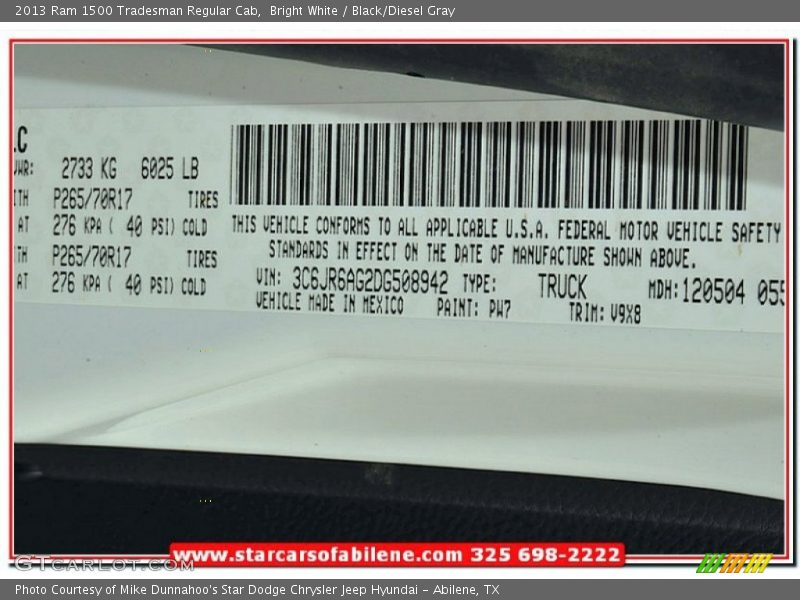 2013 Ram 1500 Tradesman Regular Cab,  Bright White / Black/Diesel Gray
LC
2733 KG 6025 LB
P265/70R17 TIRES
AT 276 KPA ( 40 PSI) COLD
P265/70R17 TIRES
AT 276 KPA ( 40 PSI) COLD
THIS VEHICLE CONFORMS TO ALL APPLICABLE U.S.A. FEDERAL MOTOR VEHICLE SAFETY
STANDARDS IN EFFECT ON THE DATE OF MANUFACTURE SHOWN ABOVE.
VIN: 3C6JR6AG2DG508942 TYPE: TRUCK MDH: 120504 055
VEHICLE MADE IN MEXICO PAINT: PW7 TRIM: V9X8
www.starcarsofabilene.com 325 698-2222
GTcarlot.com
Photo Courtesy of Mike Dunnahoo's Star Dodge Chrysler Jeep Hyundai - Abilene, TX